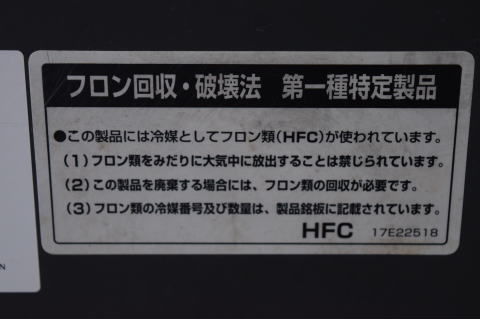 フロン回収・破壊法 第一種特定製品
●この製品には冷媒としてフロン類(HFC)が使われています。
(1)フロン類をみだりに大気中に放出することは禁じられています。
(2)この製品を廃棄する場合には、フロン類の回収が必要です。
(3)フロン類の冷媒番号及び数量は、製品銘板に記載されています。
HFC 17E22518